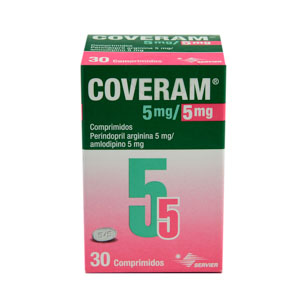 30 Comprimidos
COVERAM®
5mg/5mg
Comprimidos
Perindopril arginina 5 mg/
amlodipino 5 mg
5
5
30 Comprimidos
SERVIER